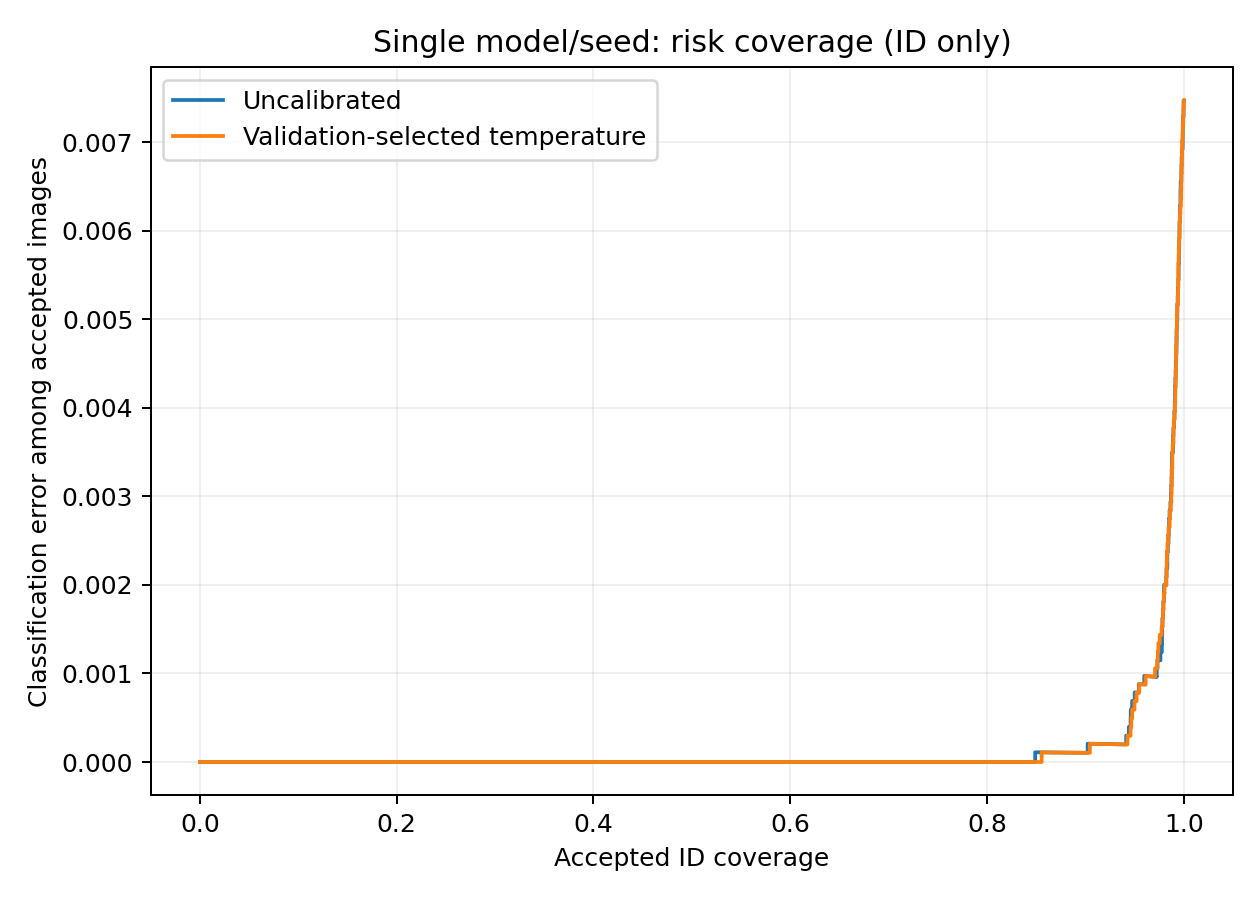 Single model/seed: risk coverage (ID only)
Uncalibrated
Validation-selected temperature
Classification error among accepted images
0.007
0.006
0.005
0.004
0.003
0.002
0.001
0.000
0.0 0.2 0.4 0.6 0.8 1.0
Accepted ID coverage